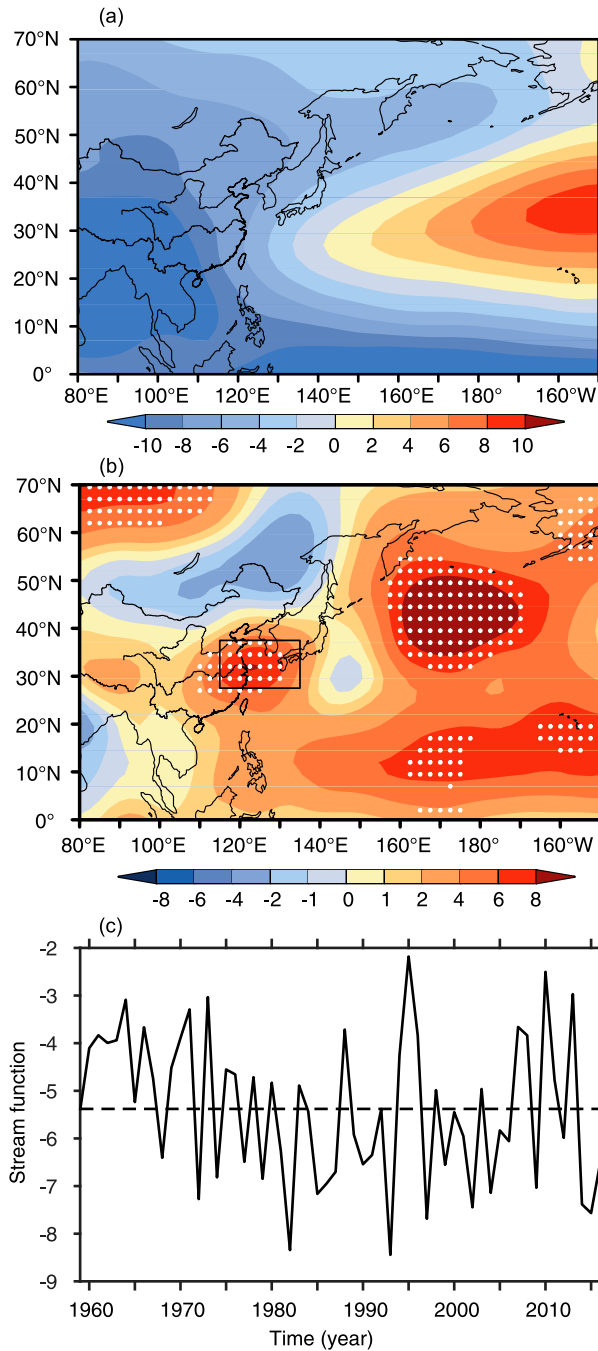 (a)
70°N
60°N
50°N
40°N
30°N
20°N
10°N
0°
80°E 100°E 120°E 140°E 160°E 180° 160°W
-10 -8 -6 -4 -2 0 2 4 6 8 10
(b)
70°N
60°N
50°N
40°N
30°N
20°N
10°N
0°
80°E 100°E 120°E 140°E 160°E 180° 160°W
-8 -6 -4 -2 -1 0 1 2 4 6 8
(c)
-2
-3
-4
-5
-6
-7
-8
-9
Stream function
1960 1970 1980 1990 2000 2010
Time (year)